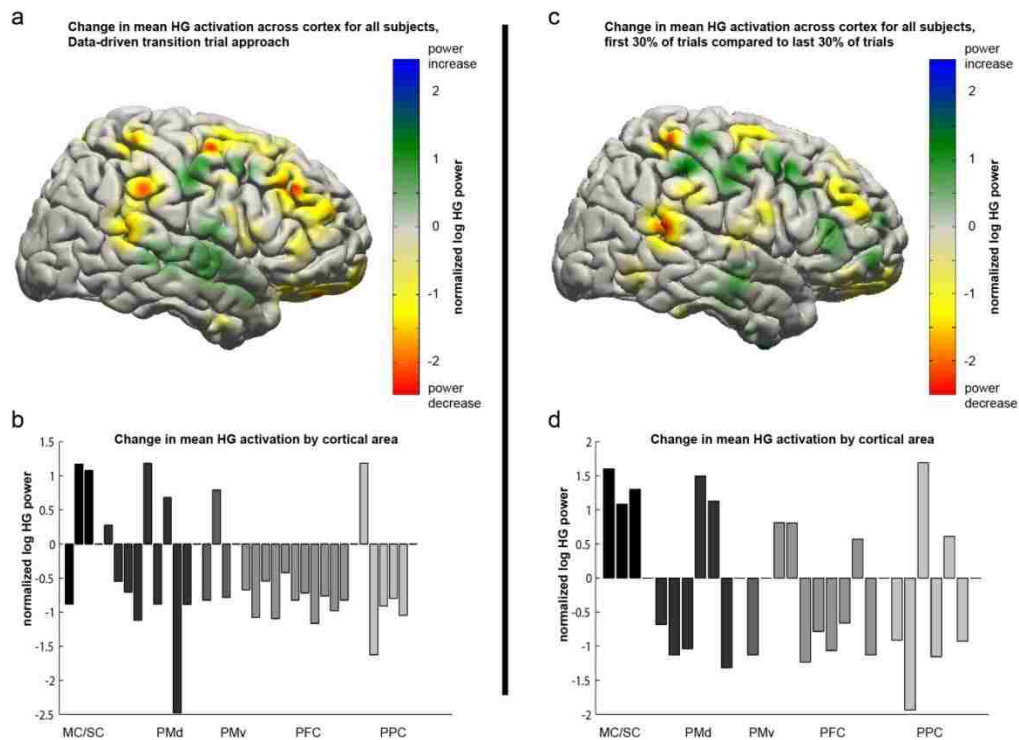 a
Change in mean HG activation across cortex for all subjects,
Data-driven transition trial approach
power
increase
2
1
0
-1
-2
normalized log HG power
power
decrease
b
Change in mean HG activation by cortical area
normalized log HG power
1.5
1
0.5
0
-0.5
-1
-1.5
-2
-2.5
MC/SC PMd PMv PFC PPC
c
Change in mean HG activation across cortex for all subjects,
first 30% of trials compared to last 30% of trials
power
increase
2
1
0
-1
-2
normalized log HG power
power
decrease
d
Change in mean HG activation by cortical area
normalized log HG power
2
1.5
1
0.5
0
-0.5
-1
-1.5
-2
MC/SC PMd PMv PFC PPC